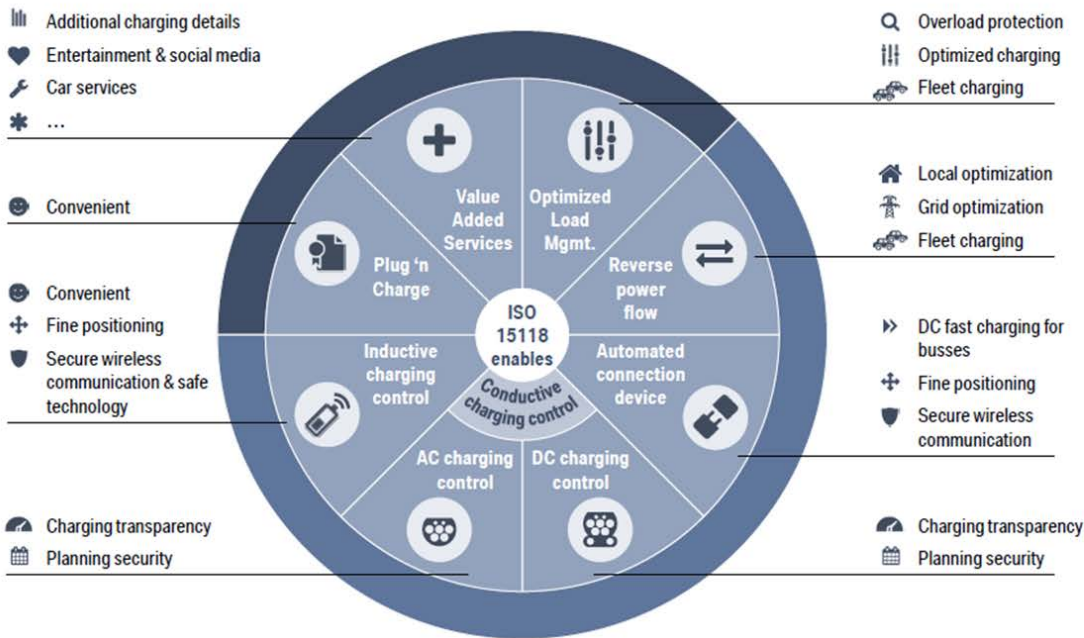 Additional charging details
Entertainment & social media
Car services
...
Convenient
Convenient
Fine positioning
Secure wireless
communication & safe
technology
Charging transparency
Planning security
Value
Added
Services
Optimized
Load
Mgmt.
Plug ‘n
Charge
Reverse
power
flow
ISO
15118
enables
Inductive
charging
control
Automated
connection
device
Conductive
charging control
AC charging
control
DC charging
control
Overload protection
Optimized charging
Fleet charging
Local optimization
Grid optimization
Fleet charging
DC fast charging for
busses
Fine positioning
Secure wireless
communication
Charging transparency
Planning security